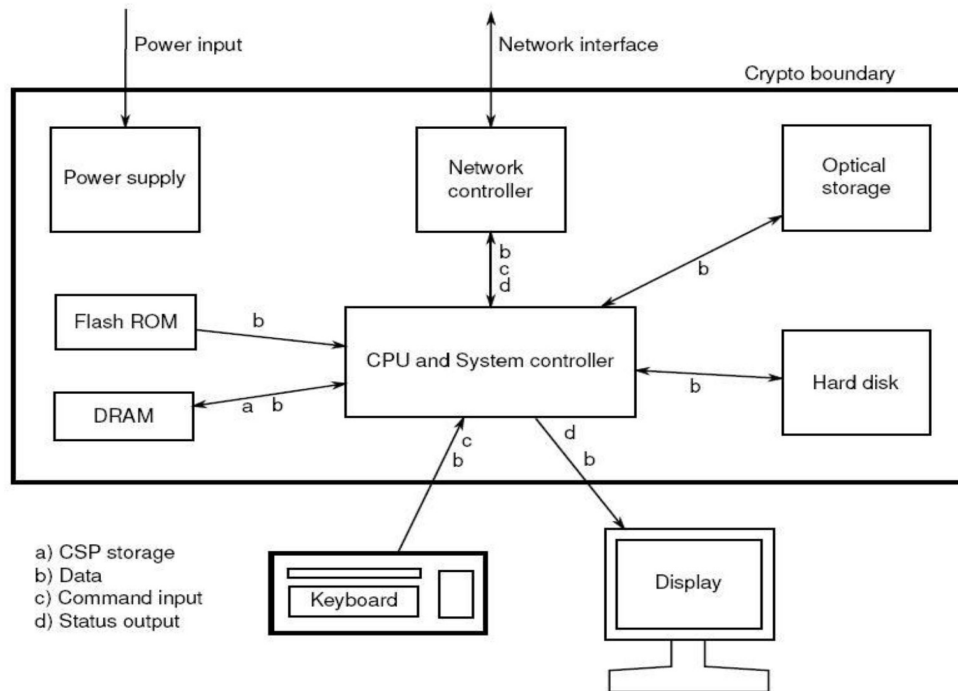 Power input
Network interface
Crypto boundary
Power supply
Network
controller
Optical
storage
b
c
d
b
Flash ROM
b
CPU and System controller
b
Hard disk
DRAM
a b
c
b
d
b
a) CSP storage
b) Data
c) Command input
d) Status output
Keyboard
Display